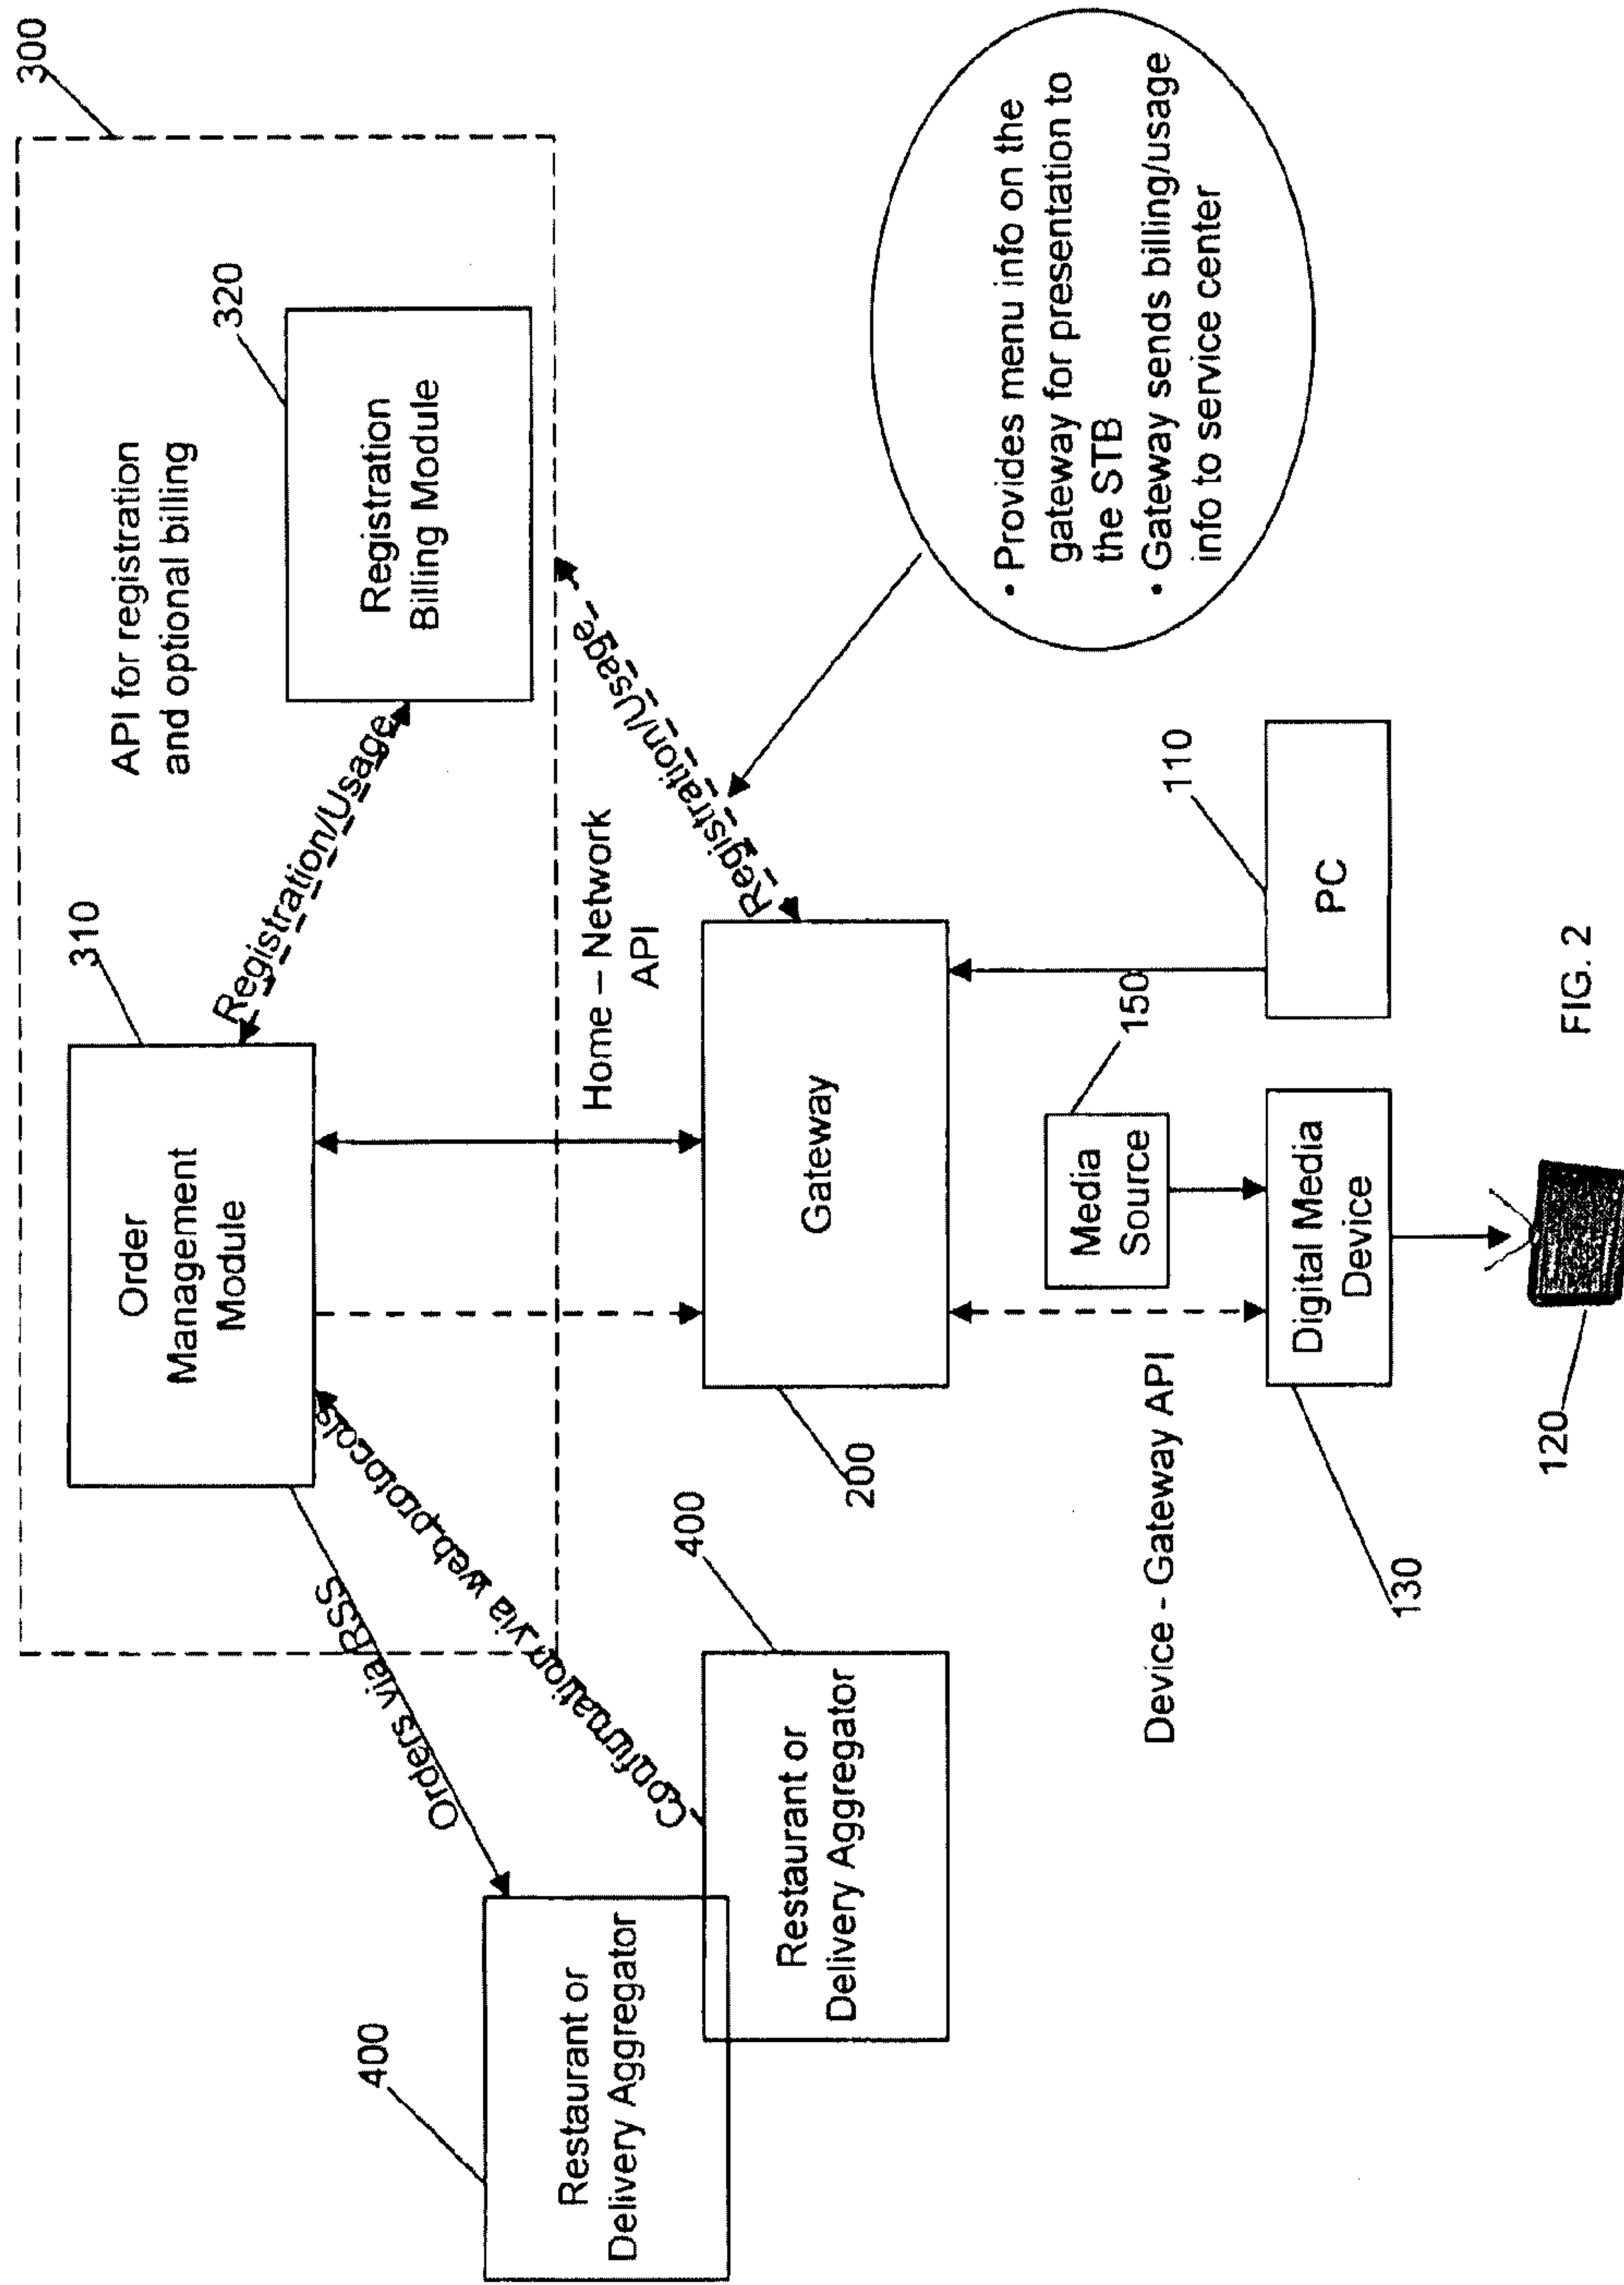 300
API for registration
and optional billing
310
320
Order
Management
Module
Registration/Usage
Registration
Billing Module
Orders via RSS
Confirmation via web protocols
Home – Network
API
Registration/Usage
400
Restaurant or
Delivery Aggregator
400
Restaurant or
Delivery Aggregator
200
Gateway
• Provides menu info on the
gateway for presentation to
the STB
• Gateway sends billing/usage
info to service center
Device - Gateway API
Media
Source
150
110
130
Digital Media
Device
PC
120
FIG. 2